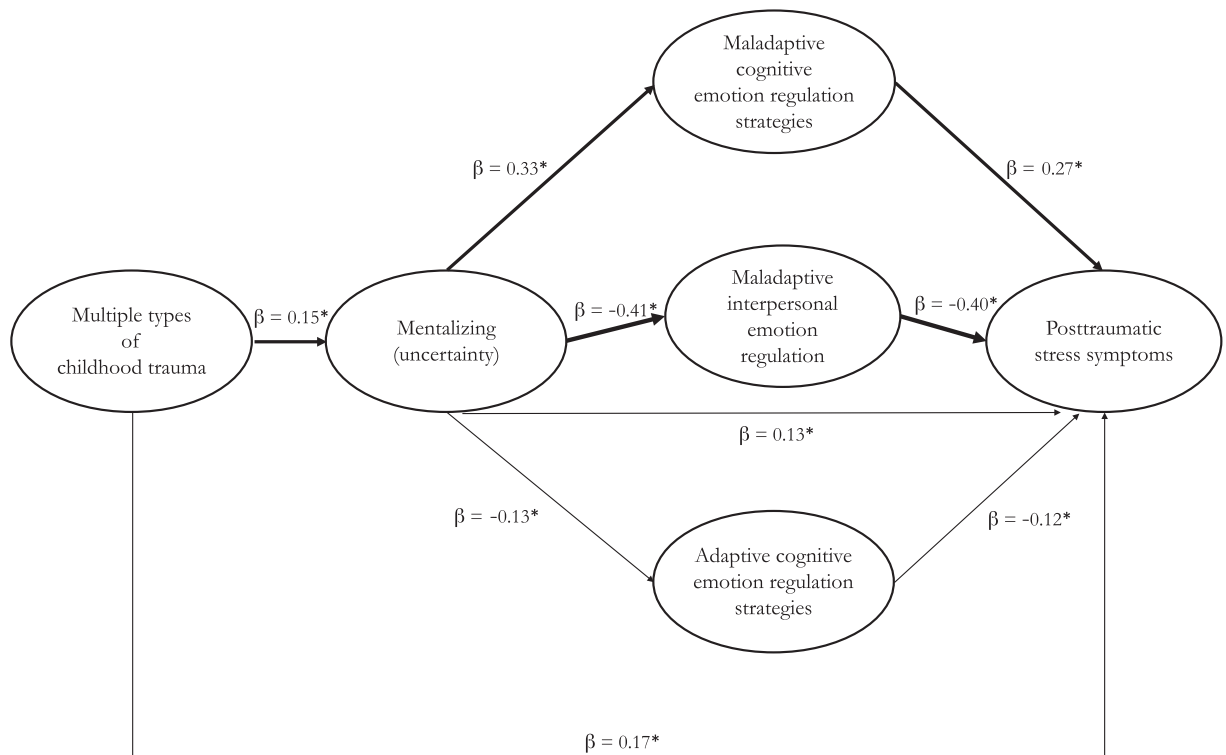 Maladaptive
cognitive
emotion regulation
strategies
β = 0.33*
β = 0.27*
Multiple types
of
childhood trauma
β = 0.15*
Mentalizing
(uncertainty)
β = -0.41*
Maladaptive
interpersonal
emotion
regulation
β = -0.40*
Posttraumatic
stress symptoms
β = 0.13*
β = -0.13*
β = -0.12*
Adaptive cognitive
emotion regulation
strategies
β = 0.17*